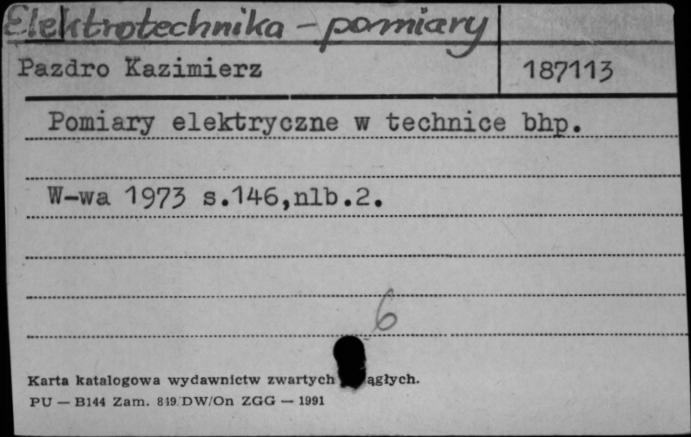 Elektrotechnika - pomiary
Pazdro Kazimierz 187113
Pomiary elektryczne w technice bhp.
W-wa 1973 s.146,nlb.2.
6
Karta katalogowa wydawnictw zwartych
PU — B144 Zam. 819/DW/On ZGG — 1991